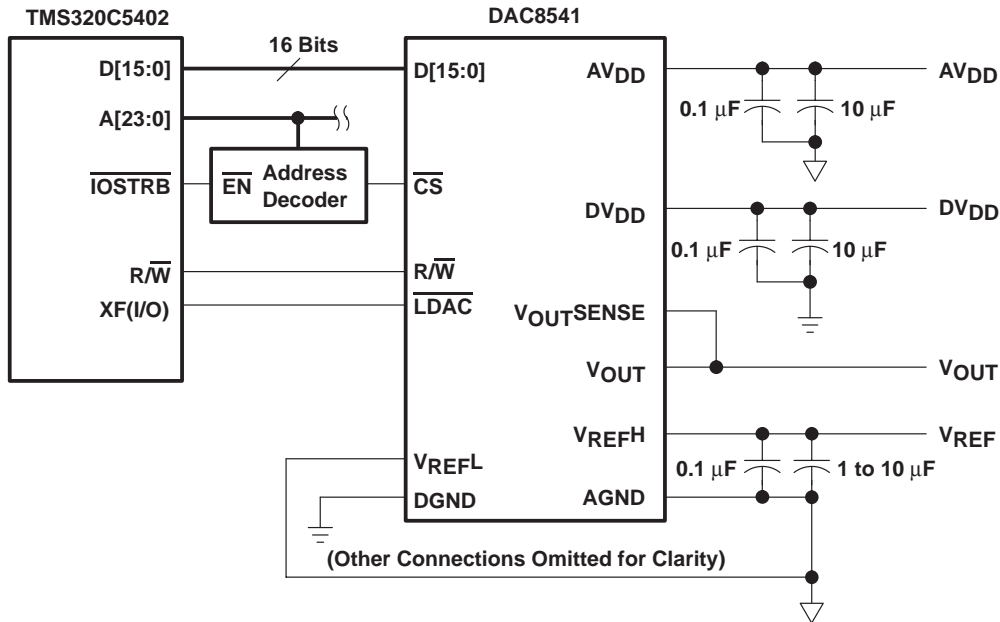 TMS320C5402
DAC8541
16 Bits
D[15:0]
D[15:0]
AVDD
AVDD
0.1 μF
10 μF
A[23:0]
IOSTRB
EN Address
Decoder
CS
DVDD
DVDD
0.1 μF
10 μF
R/W
R/W
XF(I/O)
LDAC
VOUTSENSE
VOUT
VOUT
VREFH
VREF
0.1 μF
1 to 10 μF
VREFL
DGND
AGND
(Other Connections Omitted for Clarity)